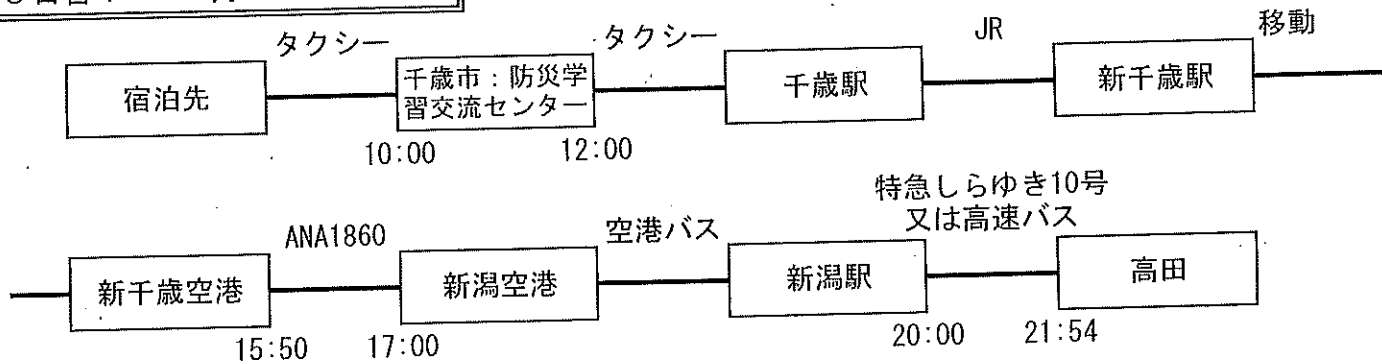 タクシー
タクシー
JR
移動
宿泊先
千歳市：防災学
習交流センター
千歳駅
新千歳駅
10:00
12:00
特急しらゆき10号
又は高速バス
ANA1860
空港バス
新千歳空港
新潟空港
新潟駅
高田
15:50
17:00
20:00
21:54